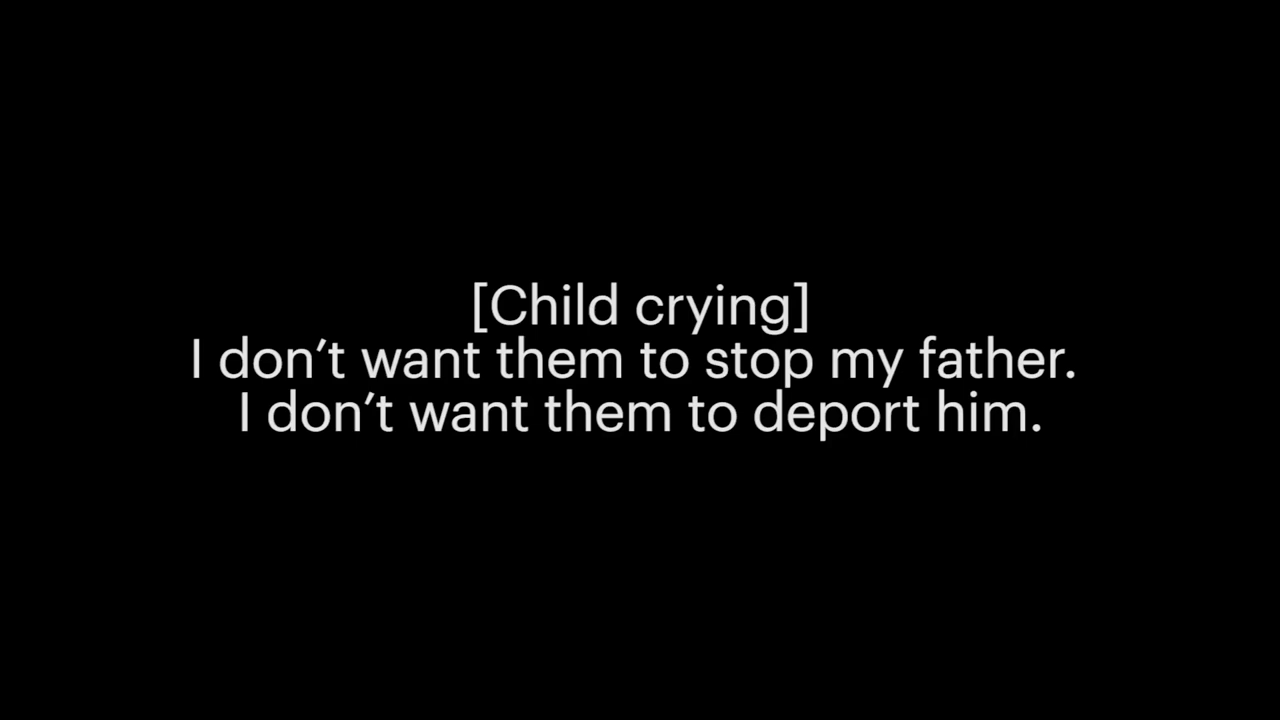 [Child crying]
I don’t want them to stop my father.
I don’t want them to deport him.